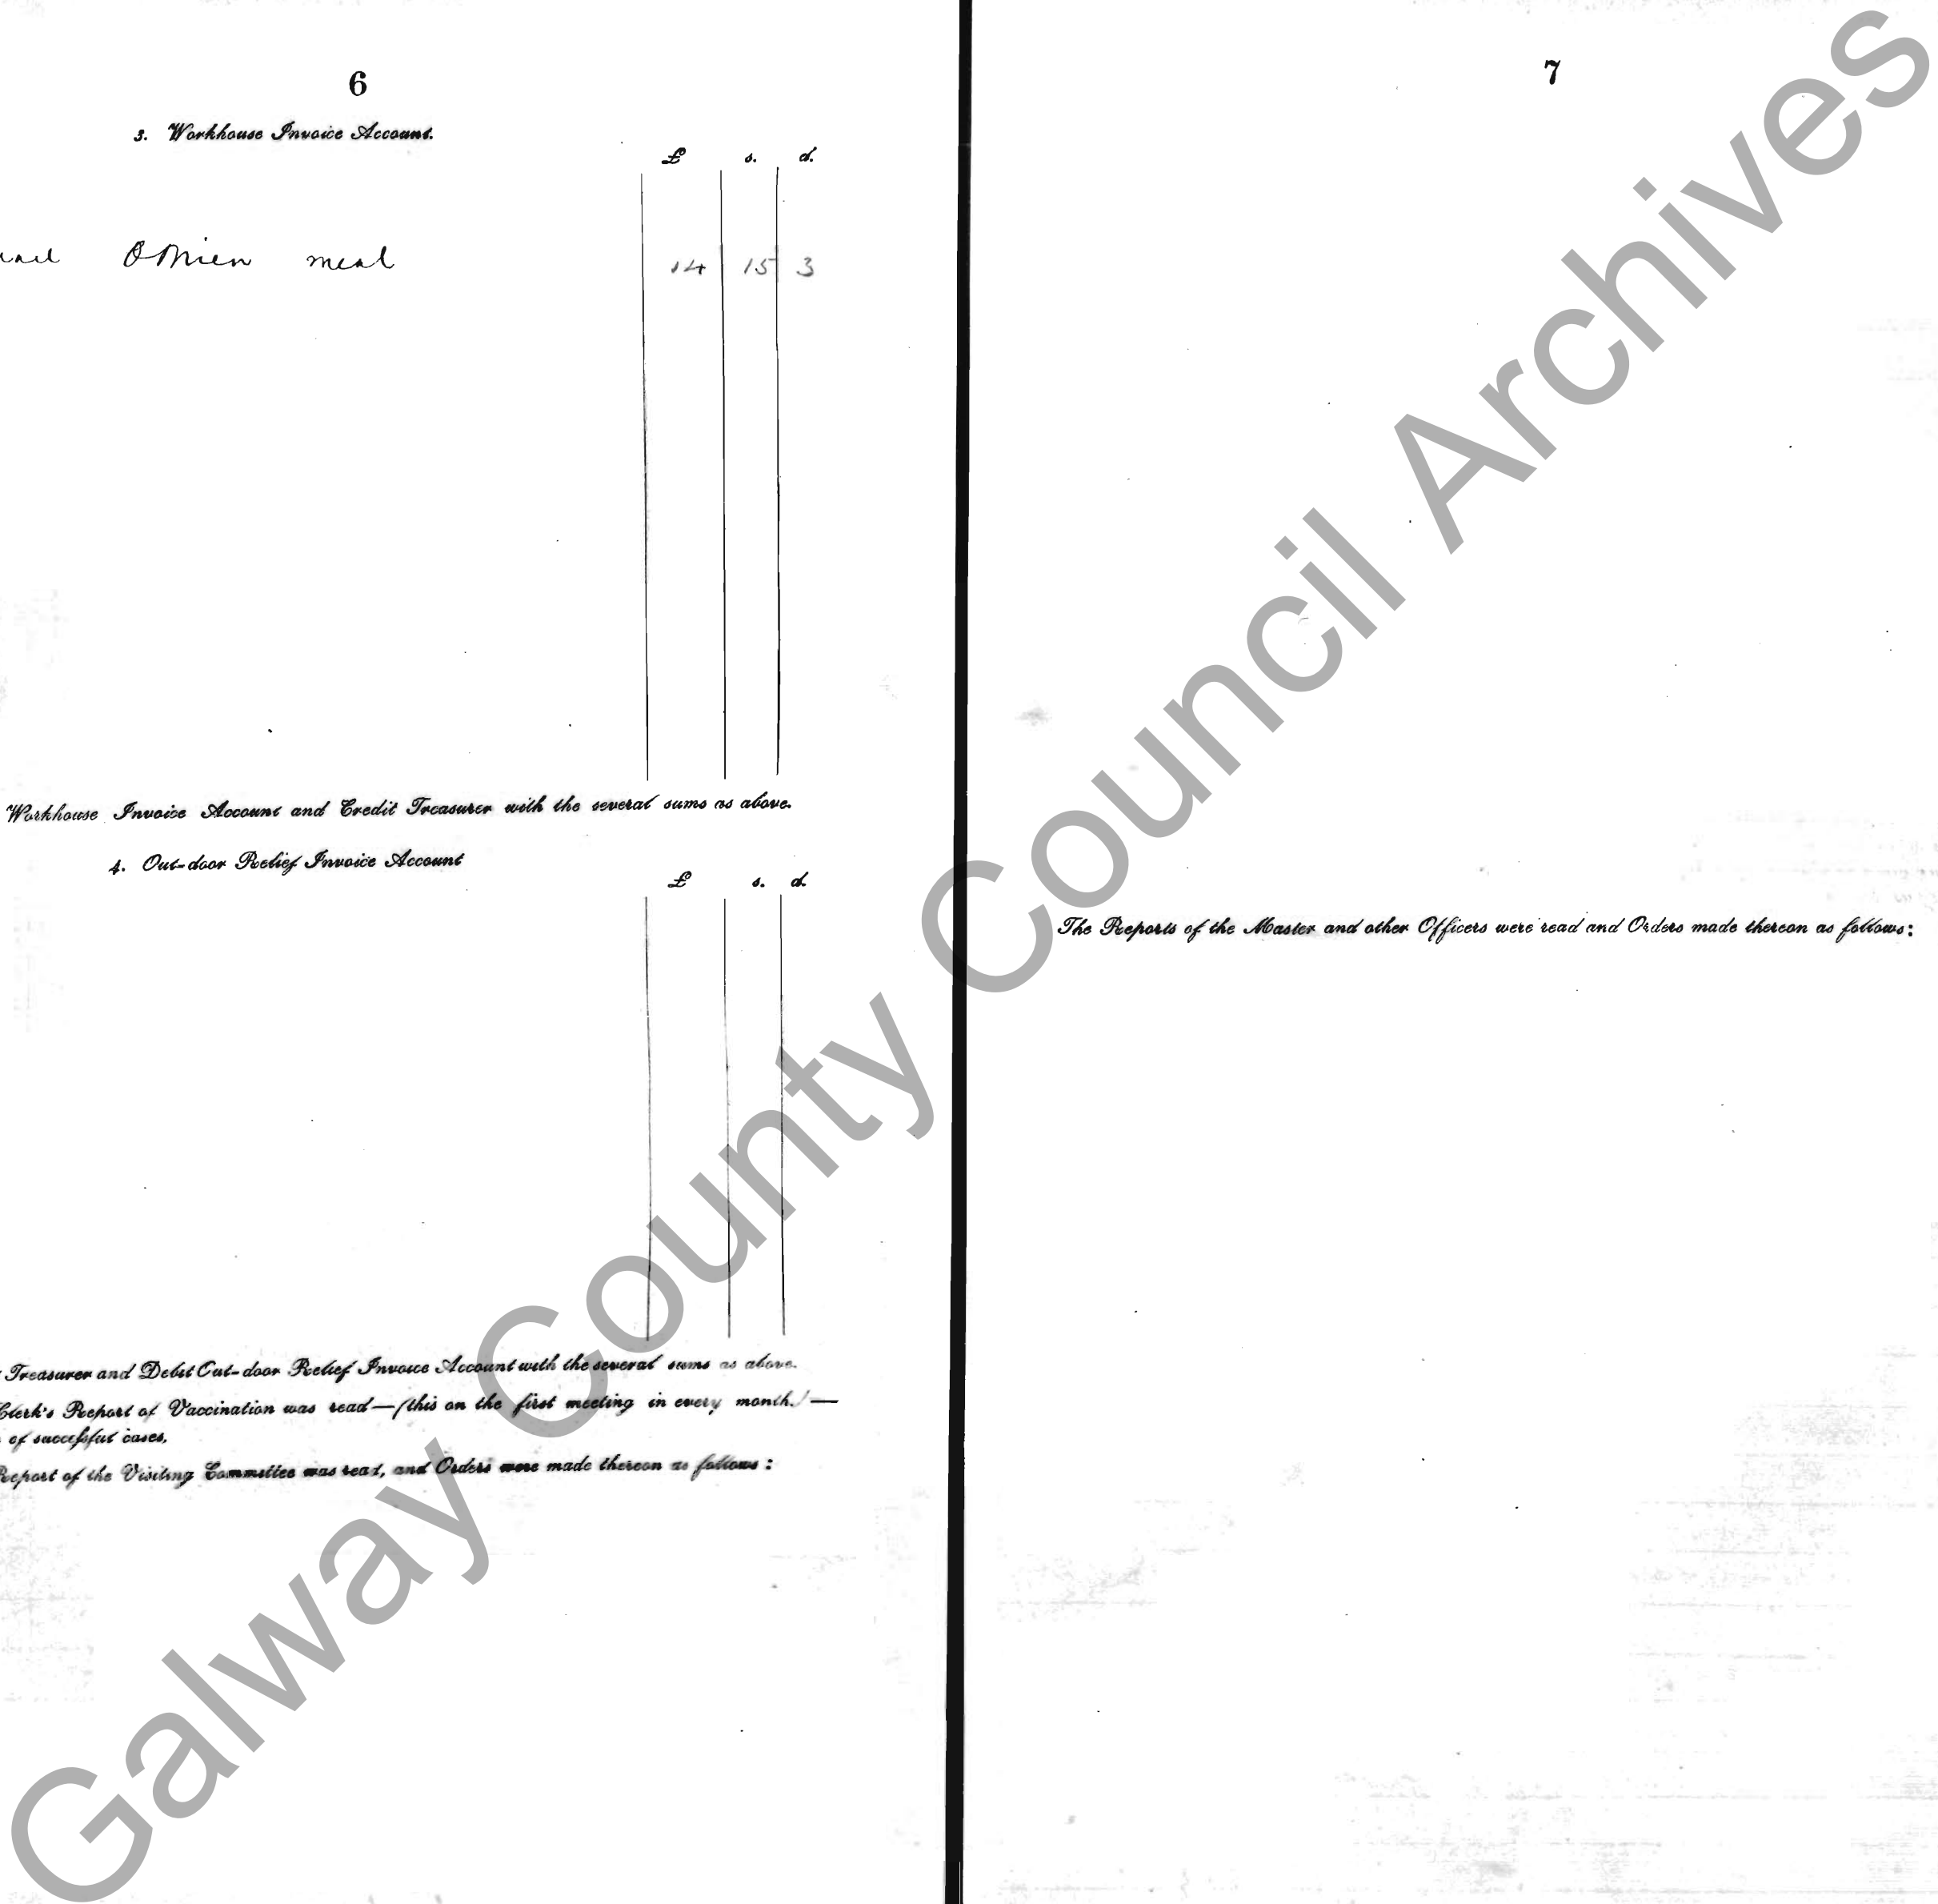 6
3. Workhouse Invoice Account.
£ s. d.
O'Brien meal 14 15 3
Workhouse Invoice Account and Credit Treasurer with the several sums as above.
4. Out-door Relief Invoice Account
£ s. d.
Treasurer and Debit Out-door Relief Invoice Account with the several sums as above.
Clerk's Report of Vaccination was read—(this on the first meeting in every month.)—
of successful cases.
Report of the Visiting Committee was read, and Orders were made thereon as follows:
7
The Reports of the Master and other Officers were read and Orders made thereon as follows:
Galway County Council Archives